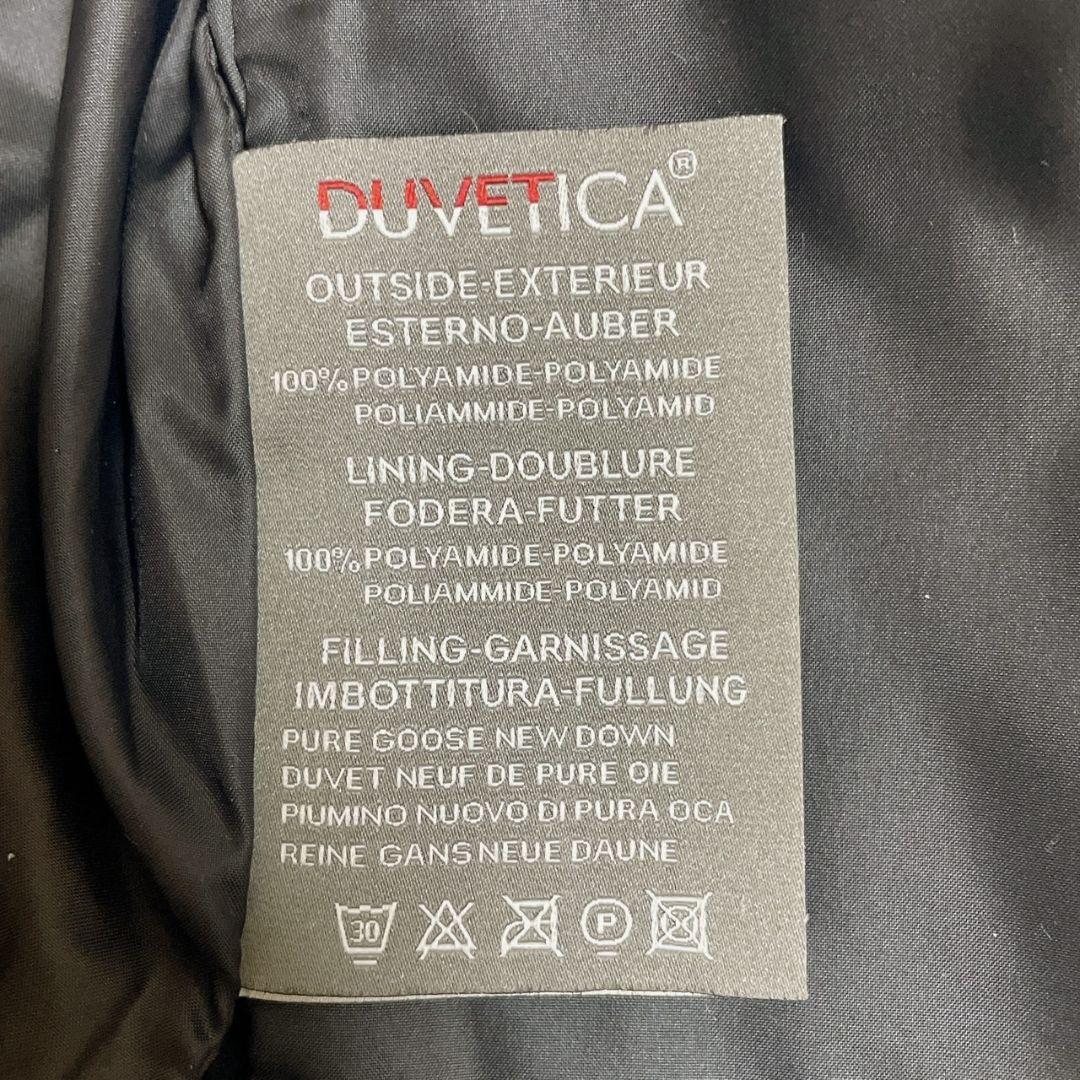 DUVETICA®
OUTSIDE-EXTERIEUR
ESTERNO-AUBER
100% POLYAMIDE-POLYAMIDE
POLIAMMIDE-POLYAMID
LINING-DOUBLURE
FODERA-FUTTER
100% POLYAMIDE-POLYAMIDE
POLIAMMIDE-POLYAMID
FILLING-GARNISSAGE
IMBOTTITURA-FULLUNG
PURE GOOSE NEW DOWN
DUVET NEUF DE PURE OIE
PIUMINO NUOVO DI PURA OCA
REINE GANS NEUE DAUNE
30 P